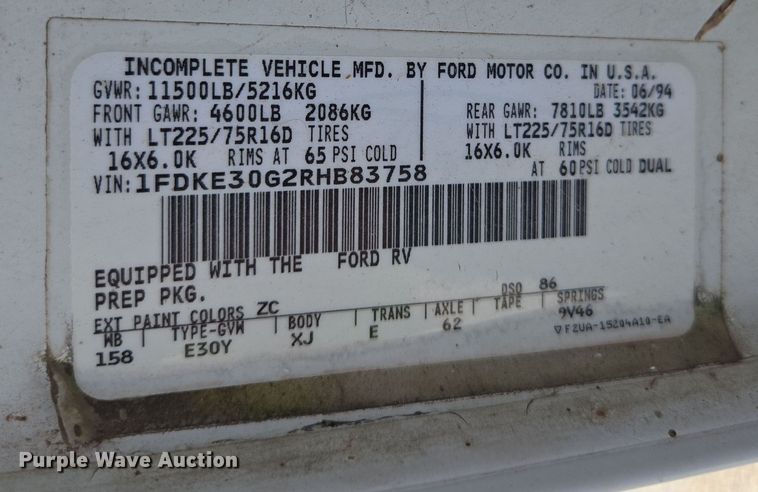 INCOMPLETE VEHICLE MFD. BY FORD MOTOR CO. IN U.S.A.
GVWR: 11500LB/5216KG DATE: 06/94
FRONT GAWR: 4600LB 2086KG REAR GAWR: 7810LB 3542KG
WITH LT225/75R16D TIRES WITH LT225/75R16D TIRES
16X6.0K RIMS AT 65 PSI COLD 16X6.0K RIMS
VIN: 1FDKE30G2RHB83758 AT 60 PSI COLD DUAL
EQUIPPED WITH THE FORD RV
PREP PKG.
DSO 86
EXT PAINT COLORS ZC
WB TYPE-GVW BODY TRANS AXLE TAPE SPRINGS
158 E30Y XJ E 62 9V46
F2UA-15204A10-EA
Purple Wave Auction